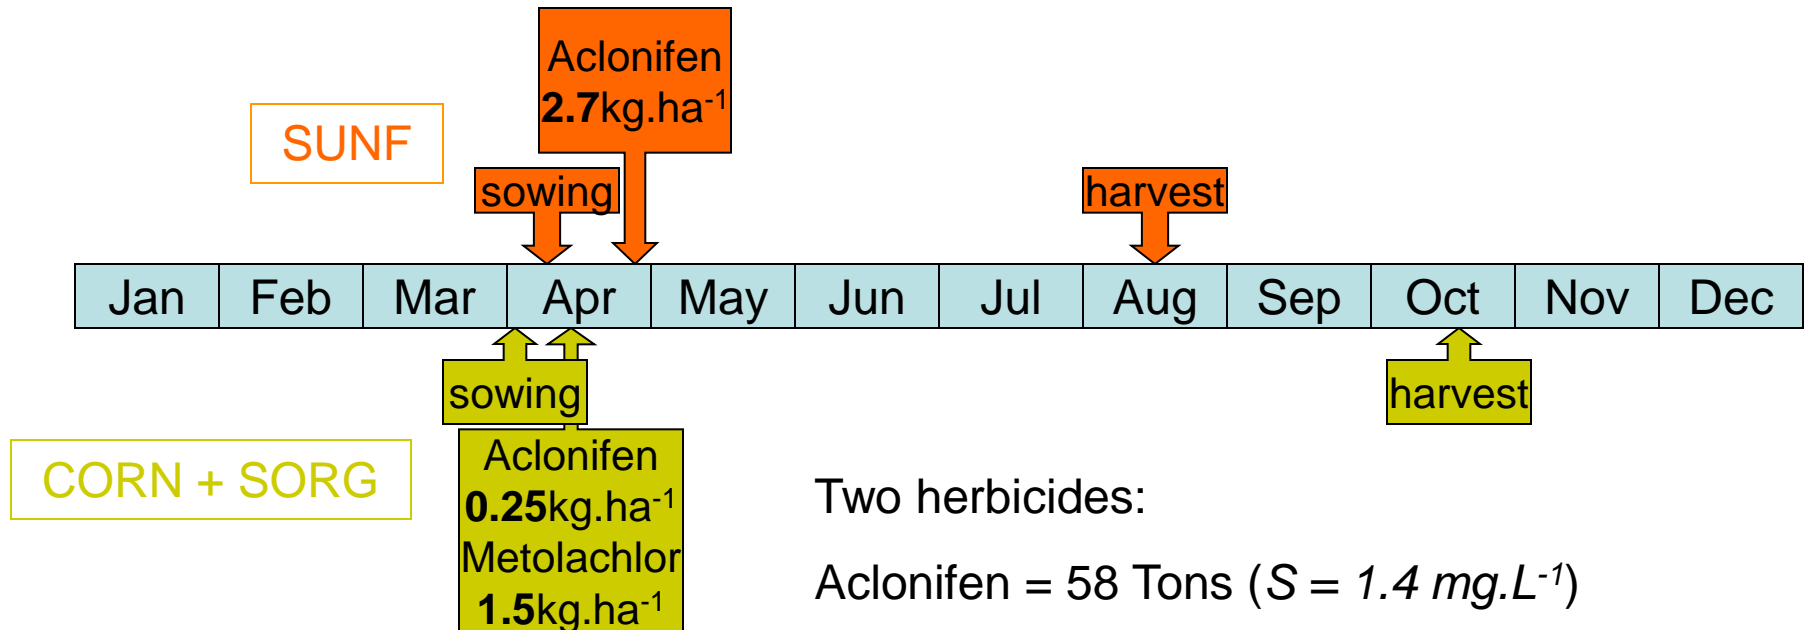 Aclonifen
2.7kg.ha-1
SUNF
sowing
harvest
Jan Feb Mar Apr May Jun Jul Aug Sep Oct Nov Dec
sowing
harvest
CORN + SORG
Aclonifen
0.25kg.ha-1
Metolachlor
1.5kg.ha-1
Two herbicides:
Aclonifen = 58 Tons (S = 1.4 mg.L-1)